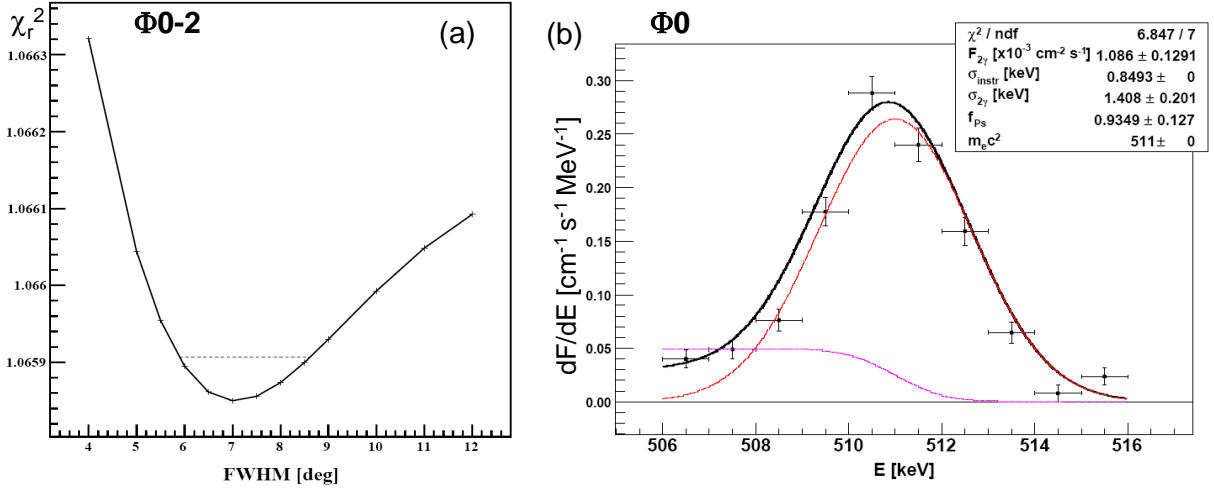 χr²
Φ0-2
(a)
1.0663
1.0662
1.0661
1.066
1.0659
4 5 6 7 8 9 10 11 12
FWHM [deg]
(b)
Φ0
χ² / ndf 6.847 / 7
F2γ [x10-3 cm-2 s-1] 1.086 ± 0.1291
σinstr [keV] 0.8493 ± 0
σ2γ [keV] 1.408 ± 0.201
fPs 0.9349 ± 0.127
mec2 511 ± 0
dF/dE [cm-1 s-1 MeV-1]
0.30
0.25
0.20
0.15
0.10
0.05
0.00
506 508 510 512 514 516
E [keV]